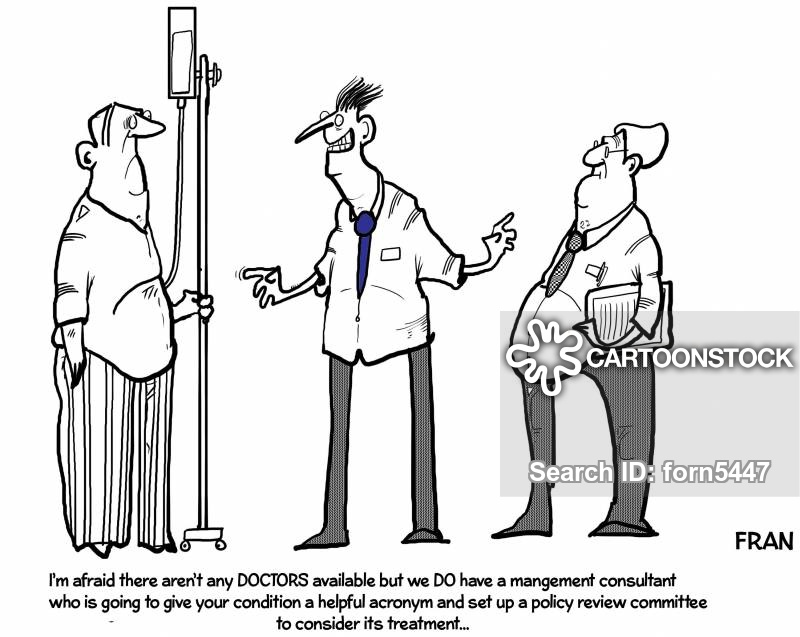 CARTOONSTOCK
Search ID: forn5447
FRAN
I'm afraid there aren't any DOCTORS available but we DO have a mangement consultant
who is going to give your condition a helpful acronym and set up a policy review committee
to consider its treatment...